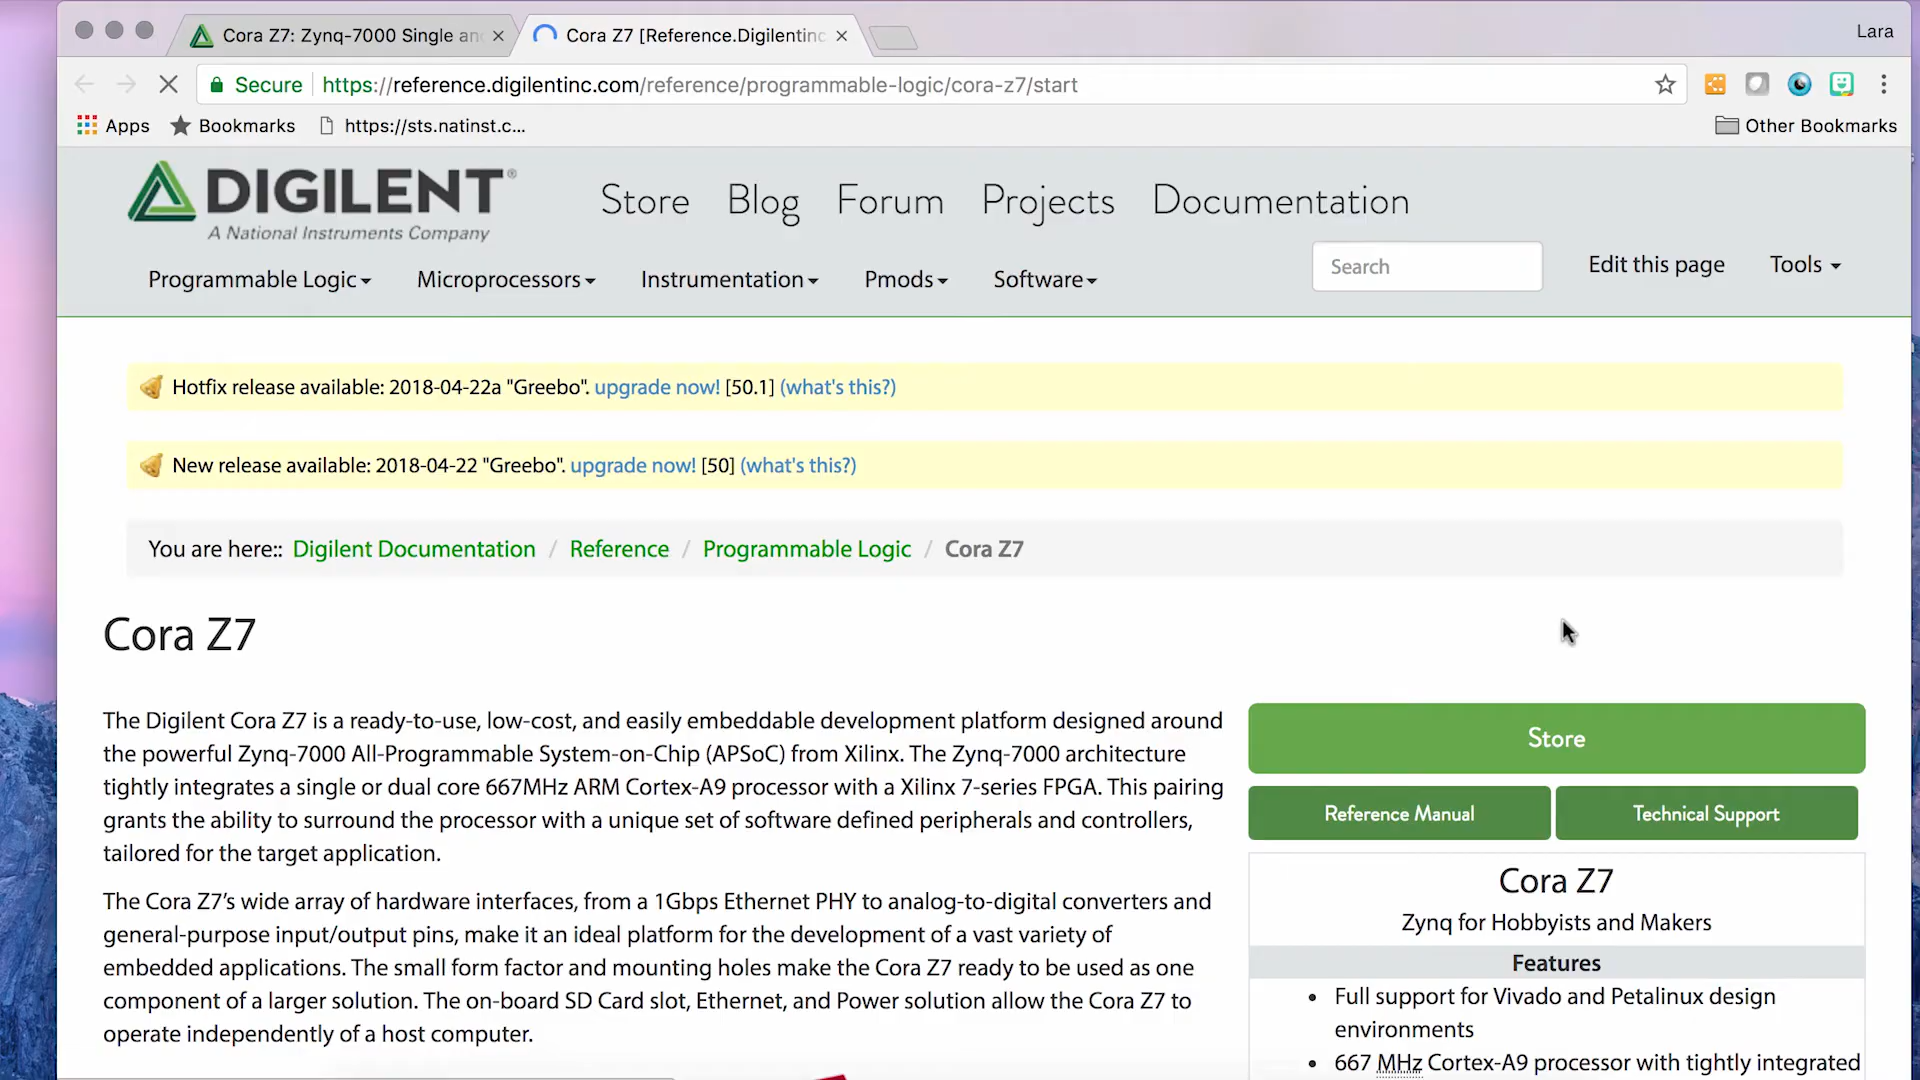 Cora Z7: Zynq-7000 Single and
Cora Z7 [Reference.Digilentinc
Lara
Secure
https://reference.digilentinc.com/reference/programmable-logic/cora-z7/start
Apps
Bookmarks
https://sts.natinst.c...
Other Bookmarks
DIGILENT®
A National Instruments Company
Store Blog Forum Projects Documentation
Programmable Logic Microprocessors Instrumentation Pmods Software
Search
Edit this page
Tools
Hotfix release available: 2018-04-22a "Greebo". upgrade now! [50.1] (what's this?)
New release available: 2018-04-22 "Greebo". upgrade now! [50] (what's this?)
You are here:: Digilent Documentation / Reference / Programmable Logic / Cora Z7
Cora Z7
The Digilent Cora Z7 is a ready-to-use, low-cost, and easily embeddable development platform designed around
the powerful Zynq-7000 All-Programmable System-on-Chip (APSoC) from Xilinx. The Zynq-7000 architecture
tightly integrates a single or dual core 667MHz ARM Cortex-A9 processor with a Xilinx 7-series FPGA. This pairing
grants the ability to surround the processor with a unique set of software defined peripherals and controllers,
tailored for the target application.
The Cora Z7's wide array of hardware interfaces, from a 1Gbps Ethernet PHY to analog-to-digital converters and
general-purpose input/output pins, make it an ideal platform for the development of a vast variety of
embedded applications. The small form factor and mounting holes make the Cora Z7 ready to be used as one
component of a larger solution. The on-board SD Card slot, Ethernet, and Power solution allow the Cora Z7 to
operate independently of a host computer.
Store
Reference Manual
Technical Support
Cora Z7
Zynq for Hobbyists and Makers
Features
• Full support for Vivado and Petalinux design
environments
• 667 MHz Cortex-A9 processor with tightly integrated